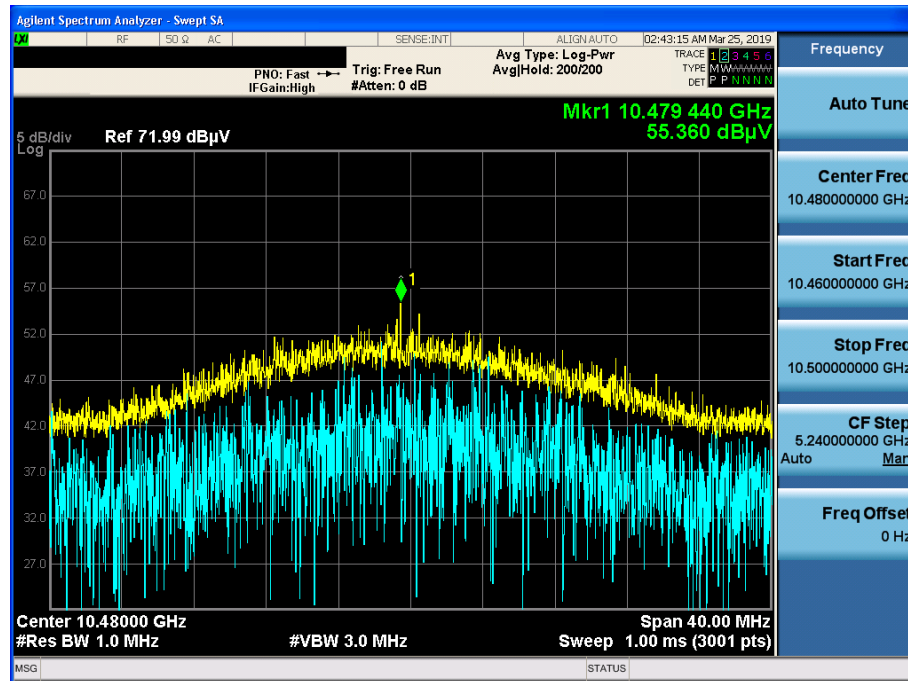 Agilent Spectrum Analyzer - Swept SA
LXI RF 50 Ω AC SENSE:INT ALIGN AUTO 02:43:15 AM Mar 25, 2019
PNO: Fast Trig: Free Run Avg Type: Log-Pwr TRACE 1 2 3 4 5 6
IFGain:High #Atten: 0 dB Avg|Hold: 200/200 TYPE M W W W W W
DET P P N N N N
Mkr1 10.479 440 GHz
55.360 dBµV
5 dB/div Ref 71.99 dBµV
Log
67.0
62.0
57.0
52.0
47.0
42.0
37.0
32.0
27.0
1
Center 10.48000 GHz Span 40.00 MHz
#Res BW 1.0 MHz #VBW 3.0 MHz Sweep 1.00 ms (3001 pts)
MSG STATUS
Frequency
Auto Tune
Center Freq
10.480000000 GHz
Start Freq
10.460000000 GHz
Stop Freq
10.500000000 GHz
CF Step
5.240000000 GHz
Auto Man
Freq Offset
0 Hz